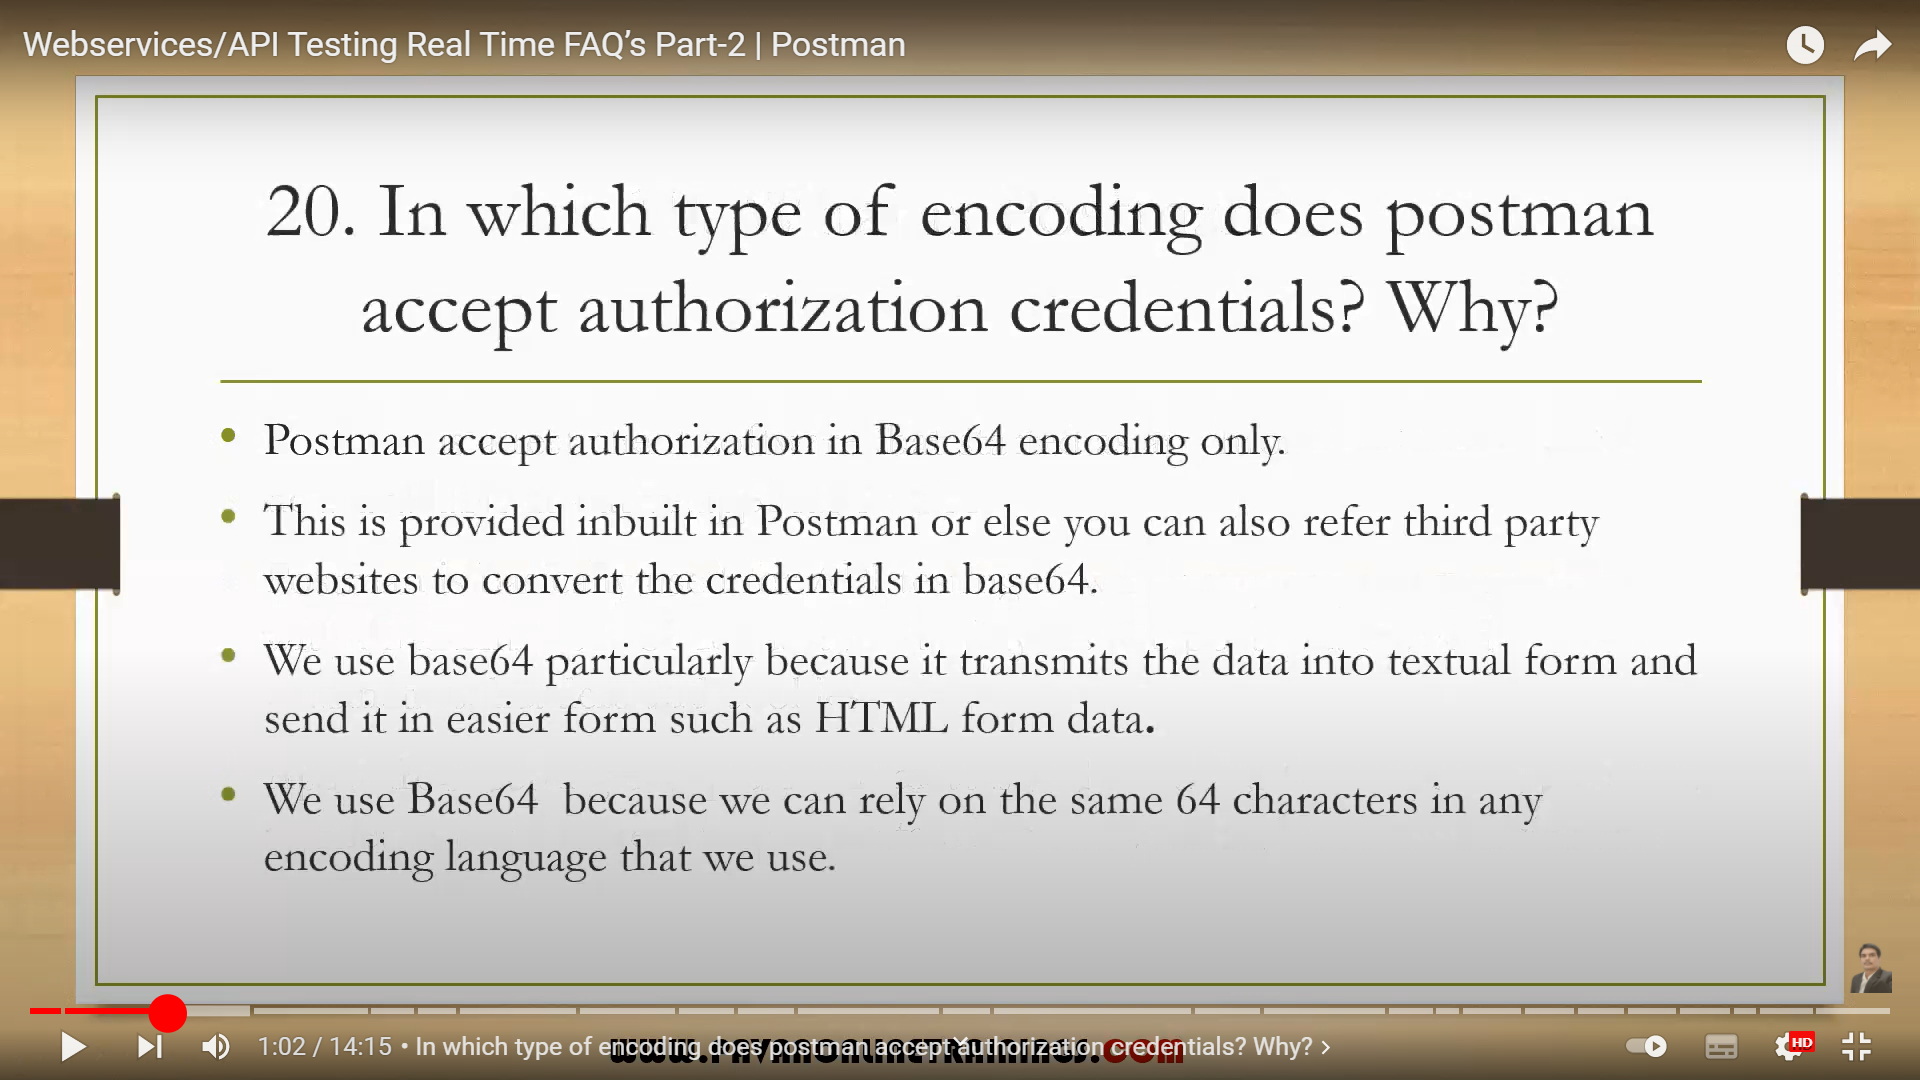 Webservices/API Testing Real Time FAQ’s Part-2 | Postman
20. In which type of encoding does postman
accept authorization credentials? Why?
• Postman accept authorization in Base64 encoding only.
• This is provided inbuilt in Postman or else you can also refer third party
websites to convert the credentials in base64.
• We use base64 particularly because it transmits the data into textual form and
send it in easier form such as HTML form data.
• We use Base64 because we can rely on the same 64 characters in any
encoding language that we use.
1:02 / 14:15 • In which type of encoding does postman accept authorization credentials? Why? >
HD